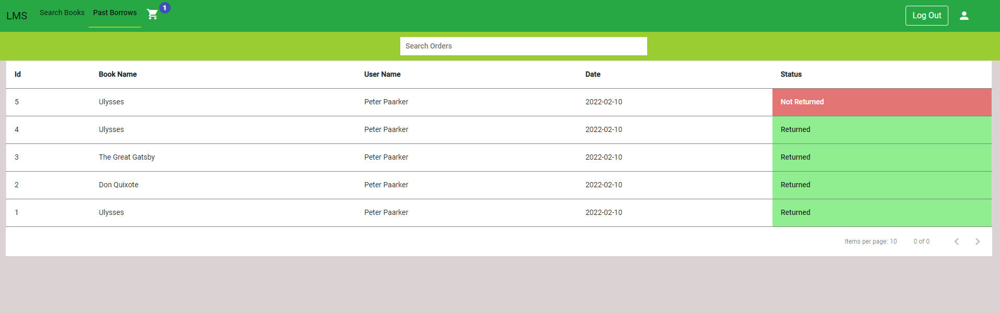 LMS Search Books Past Borrows 1 Log Out
Search Orders
Id Book Name User Name Date Status
5 Ulysses Peter Paarker 2022-02-10 Not Returned
4 Ulysses Peter Paarker 2022-02-10 Returned
3 The Great Gatsby Peter Paarker 2022-02-10 Returned
2 Don Quixote Peter Paarker 2022-02-10 Returned
1 Ulysses Peter Paarker 2022-02-10 Returned
Items per page: 10 0 of 0